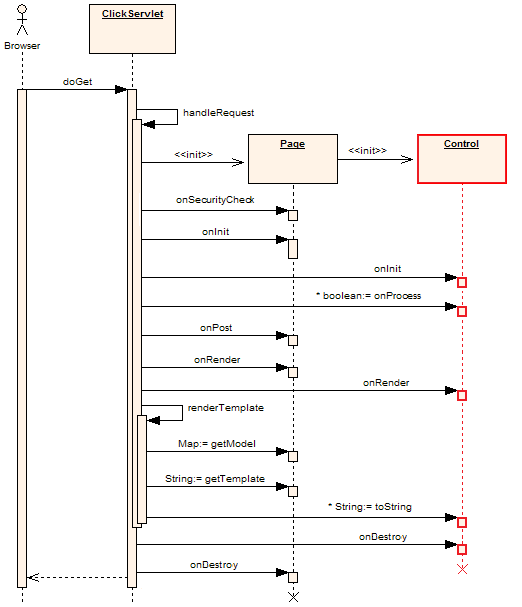 ClickServlet
Browser
doGet
handleRequest
<<init>>
Page
<<init>>
Control
onSecurityCheck
onInit
onInit
* boolean:= onProcess
onPost
onRender
onRender
renderTemplate
Map:= getModel
String:= getTemplate
* String:= toString
onDestroy
onDestroy